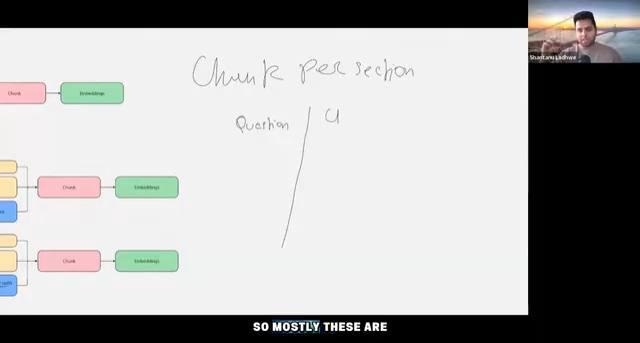 Shantanu Ladhwe
Chunk per section
Chunk
Embeddings
Question
Chunk
Embeddings
Chunk
Embeddings
SO MOSTLY THESE ARE